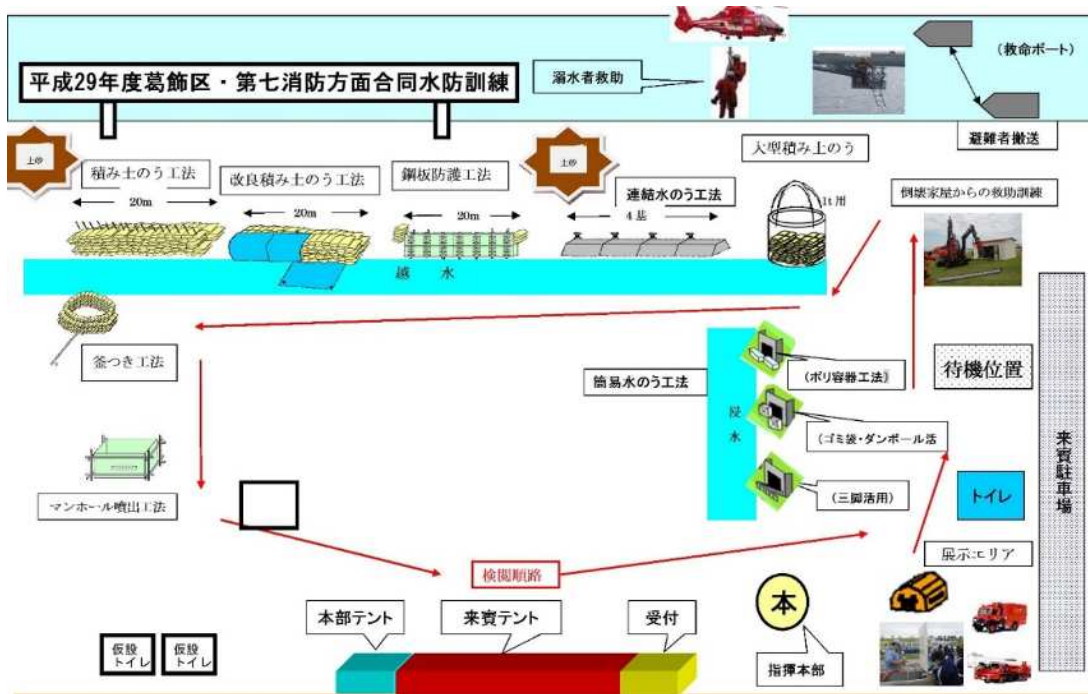 (救命ボート)
溺水者救助
平成29年度葛飾区・第七消防方面合同水防訓練
避難者搬送
土砂
土砂
大型積み土のう
積み土のう工法
改良積み土のう工法
鋼板防護工法
連結水のう工法
倒壊家屋からの救助訓練
20m
20m
20m
4基
1t用
越 水
釜つき工法
簡易水のう工法
浸水
(ポリ容器工法)
待機位置
(ゴミ袋・ダンボール活
来賓駐車場
マンホール噴出工法
(三脚活用)
トイレ
展示エリア
検閲順路
本部テント
来賓テント
受付
本
指揮本部
仮設
トイレ
仮設
トイレ